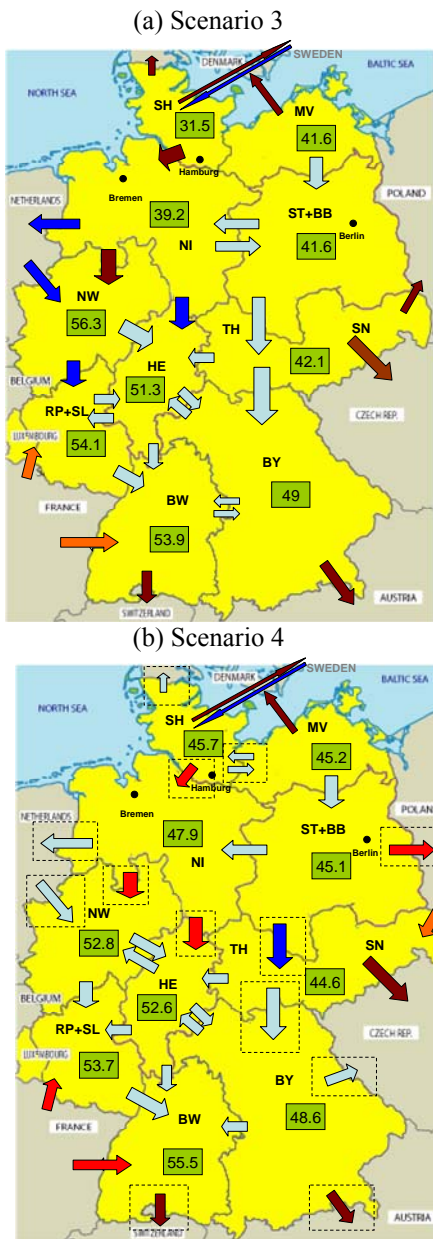 (a) Scenario 3
DENMARK
SWEDEN
BALTIC SEA
NORTH SEA
SH
MV
31.5
41.6
Hamburg
POLAND
NETHERLANDS
Bremen
ST+BB
39.2
Berlin
41.6
NI
NW
TH
SN
56.3
HE
42.1
BELGIUM
51.3
RP+SL
CZECH REP.
LUXEMBOURG
54.1
BY
BW
49
FRANCE
53.9
AUSTRIA
SWITZERLAND
(b) Scenario 4
DENMARK
SWEDEN
BALTIC SEA
NORTH SEA
SH
MV
45.7
45.2
Hamburg
Bremen
NETHERLANDS
POLAND
ST+BB
47.9
Berlin
NI
45.1
NW
TH
SN
52.8
HE
44.6
BELGIUM
52.6
RP+SL
CZECH REP.
LUXEMBOURG
53.7
BY
BW
48.6
FRANCE
55.5
AUSTRIA
SWITZERLAND